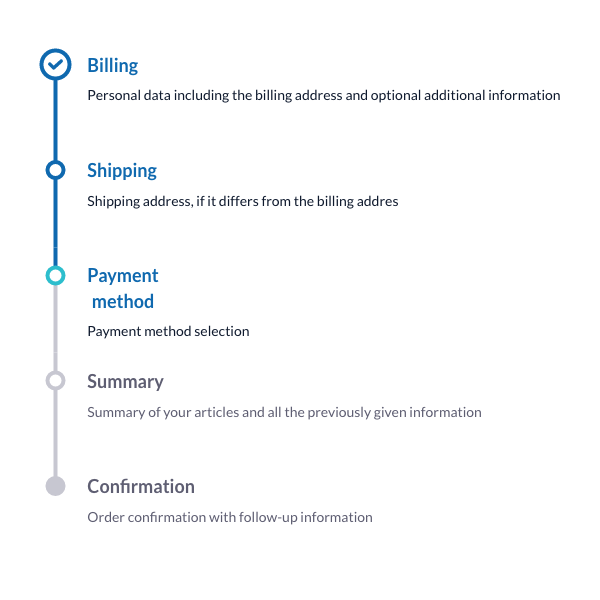 Billing
Personal data including the billing address and optional additional information
Shipping
Shipping address, if it differs from the billing addres
Payment
method
Payment method selection
Summary
Summary of your articles and all the previously given information
Confirmation
Order confirmation with follow-up information